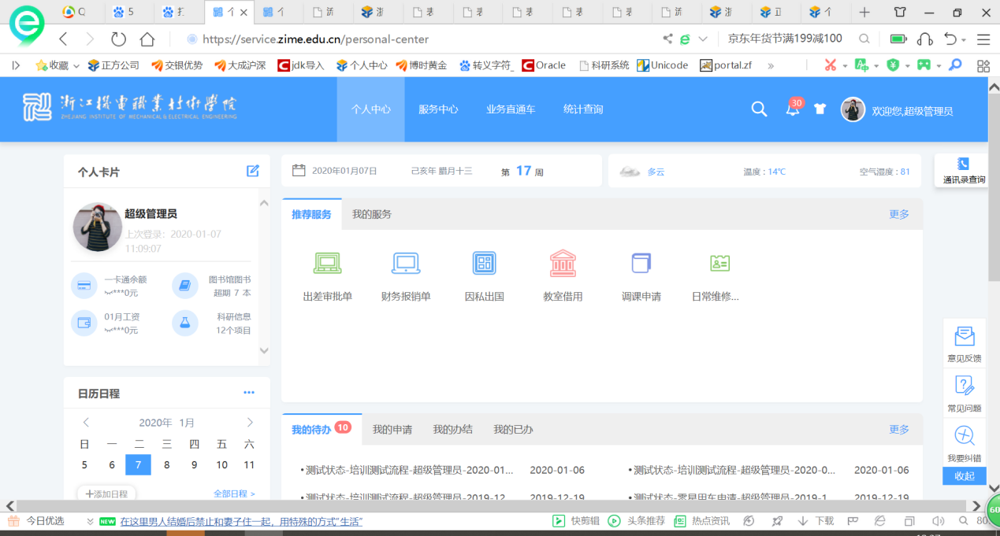 Q 5 扌 个 个 浙 浙 卫 个
https://service.zime.edu.cn/personal-center 京东年货节满199减100
收藏 正方公司 交银优势 大成沪深 jdk导入 个人中心 博时黄金 转义字符_ Oracle 科研系统 Unicode portal.zf »
浙江机电职业技术学院 个人中心 服务中心 业务直通车 统计查询 30 欢迎您,超级管理员
ZHEJIANG INSTITUTE OF MECHANICAL & ELECTRICAL ENGINEERING
个人卡片
2020年01月07日 己亥年 腊月十三 第 17 周
多云 温度 : 14℃ 空气湿度 : 81
通讯录查询
超级管理员
上次登录：2020-01-07
11:09:07
一卡通余额
***0元
图书馆图书
超期 7 本
01月工资
***0元
科研信息
12个项目
推荐服务 我的服务 更多
出差审批单 财务报销单 因私出国 教室借用 调课申请 日常维修...
日历日程 •••
2020年 1月
日 一 二 三 四 五 六
5 6 7 8 9 10 11
+添加日程 全部日程 >
我的待办 10 我的申请 我的办结 我的已办 更多
•测试状态-培训测试流程-超级管理员-2020-01... 2020-01-06
•测试状态-培训测试流程-超级管理员-2020-0... 2020-01-06
•测试状态-培训测试流程-超级管理员-2019-12 2019-12-19
•测试状态-零星用车申请-超级管理员-2019-1 2019-12-19
意见反馈
常见问题
我要纠错
收起
60
今日优选 NEW 在这里男人结婚后禁止和妻子住一起，用特殊的方式“生活” 快剪辑 头条推荐 热点资讯 下载 80